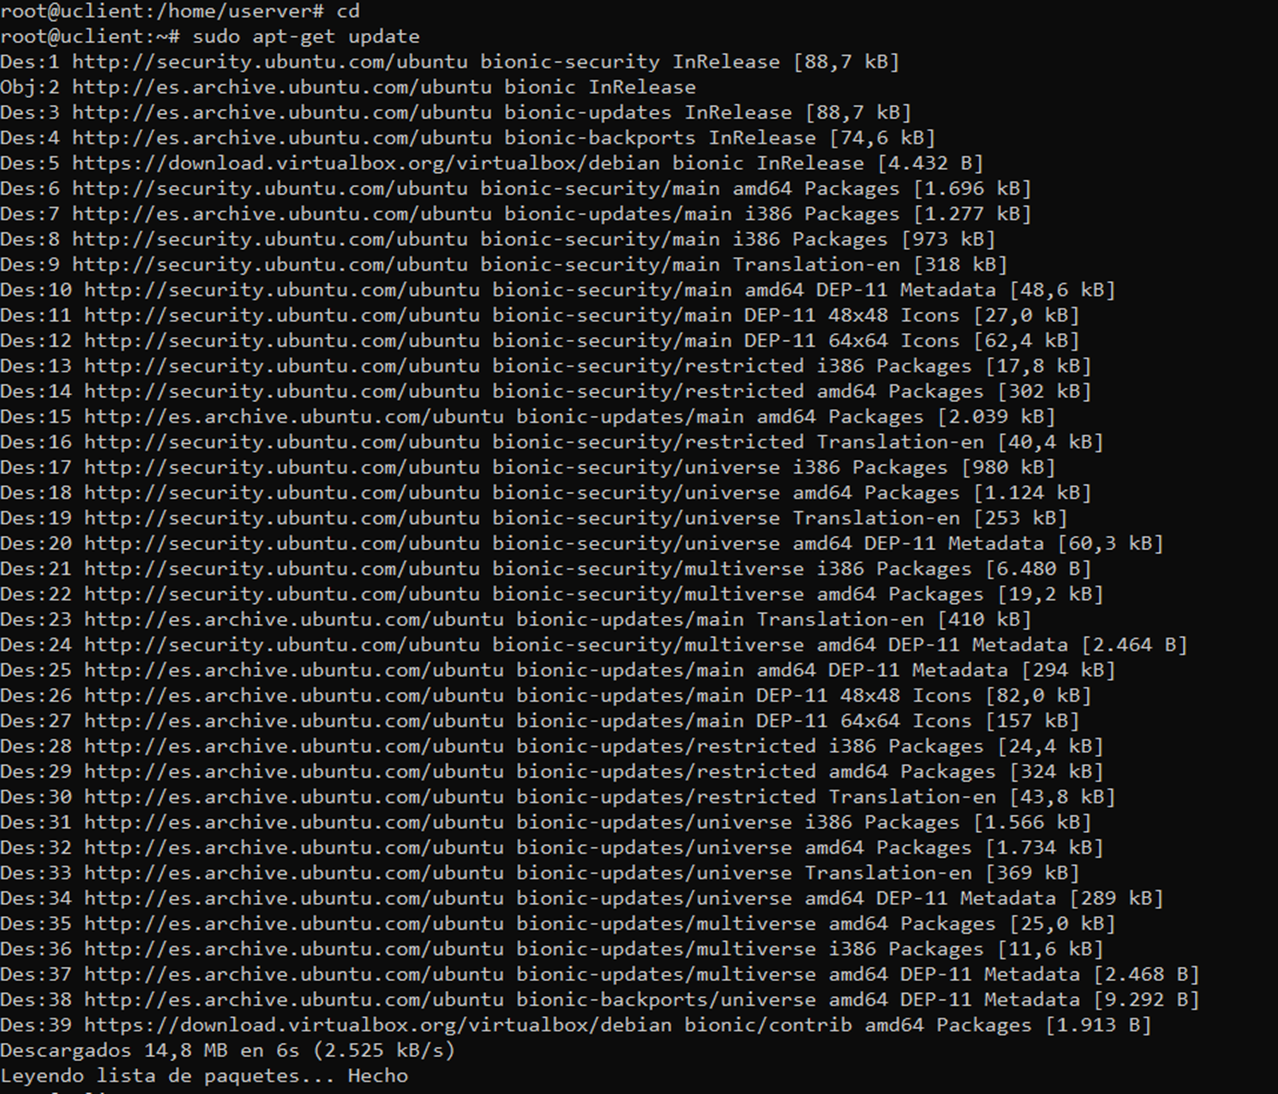 root@uclient:/home/userver# cd
root@uclient:~# sudo apt-get update
Des:1 http://security.ubuntu.com/ubuntu bionic-security InRelease [88,7 kB]
Obj:2 http://es.archive.ubuntu.com/ubuntu bionic InRelease
Des:3 http://es.archive.ubuntu.com/ubuntu bionic-updates InRelease [88,7 kB]
Des:4 http://es.archive.ubuntu.com/ubuntu bionic-backports InRelease [74,6 kB]
Des:5 https://download.virtualbox.org/virtualbox/debian bionic InRelease [4.432 B]
Des:6 http://security.ubuntu.com/ubuntu bionic-security/main amd64 Packages [1.696 kB]
Des:7 http://es.archive.ubuntu.com/ubuntu bionic-updates/main i386 Packages [1.277 kB]
Des:8 http://security.ubuntu.com/ubuntu bionic-security/main i386 Packages [973 kB]
Des:9 http://security.ubuntu.com/ubuntu bionic-security/main Translation-en [318 kB]
Des:10 http://security.ubuntu.com/ubuntu bionic-security/main amd64 DEP-11 Metadata [48,6 kB]
Des:11 http://security.ubuntu.com/ubuntu bionic-security/main DEP-11 48x48 Icons [27,0 kB]
Des:12 http://security.ubuntu.com/ubuntu bionic-security/main DEP-11 64x64 Icons [62,4 kB]
Des:13 http://security.ubuntu.com/ubuntu bionic-security/restricted i386 Packages [17,8 kB]
Des:14 http://security.ubuntu.com/ubuntu bionic-security/restricted amd64 Packages [302 kB]
Des:15 http://es.archive.ubuntu.com/ubuntu bionic-updates/main amd64 Packages [2.039 kB]
Des:16 http://security.ubuntu.com/ubuntu bionic-security/restricted Translation-en [40,4 kB]
Des:17 http://security.ubuntu.com/ubuntu bionic-security/universe i386 Packages [980 kB]
Des:18 http://security.ubuntu.com/ubuntu bionic-security/universe amd64 Packages [1.124 kB]
Des:19 http://security.ubuntu.com/ubuntu bionic-security/universe Translation-en [253 kB]
Des:20 http://security.ubuntu.com/ubuntu bionic-security/universe amd64 DEP-11 Metadata [60,3 kB]
Des:21 http://security.ubuntu.com/ubuntu bionic-security/multiverse i386 Packages [6.480 B]
Des:22 http://security.ubuntu.com/ubuntu bionic-security/multiverse amd64 Packages [19,2 kB]
Des:23 http://es.archive.ubuntu.com/ubuntu bionic-updates/main Translation-en [410 kB]
Des:24 http://security.ubuntu.com/ubuntu bionic-security/multiverse amd64 DEP-11 Metadata [2.464 B]
Des:25 http://es.archive.ubuntu.com/ubuntu bionic-updates/main amd64 DEP-11 Metadata [294 kB]
Des:26 http://es.archive.ubuntu.com/ubuntu bionic-updates/main DEP-11 48x48 Icons [82,0 kB]
Des:27 http://es.archive.ubuntu.com/ubuntu bionic-updates/main DEP-11 64x64 Icons [157 kB]
Des:28 http://es.archive.ubuntu.com/ubuntu bionic-updates/restricted i386 Packages [24,4 kB]
Des:29 http://es.archive.ubuntu.com/ubuntu bionic-updates/restricted amd64 Packages [324 kB]
Des:30 http://es.archive.ubuntu.com/ubuntu bionic-updates/restricted Translation-en [43,8 kB]
Des:31 http://es.archive.ubuntu.com/ubuntu bionic-updates/universe i386 Packages [1.566 kB]
Des:32 http://es.archive.ubuntu.com/ubuntu bionic-updates/universe amd64 Packages [1.734 kB]
Des:33 http://es.archive.ubuntu.com/ubuntu bionic-updates/universe Translation-en [369 kB]
Des:34 http://es.archive.ubuntu.com/ubuntu bionic-updates/universe amd64 DEP-11 Metadata [289 kB]
Des:35 http://es.archive.ubuntu.com/ubuntu bionic-updates/multiverse amd64 Packages [25,0 kB]
Des:36 http://es.archive.ubuntu.com/ubuntu bionic-updates/multiverse i386 Packages [11,6 kB]
Des:37 http://es.archive.ubuntu.com/ubuntu bionic-updates/multiverse amd64 DEP-11 Metadata [2.468 B]
Des:38 http://es.archive.ubuntu.com/ubuntu bionic-backports/universe amd64 DEP-11 Metadata [9.292 B]
Des:39 https://download.virtualbox.org/virtualbox/debian bionic/contrib amd64 Packages [1.913 B]
Descargados 14,8 MB en 6s (2.525 kB/s)
Leyendo lista de paquetes... Hecho